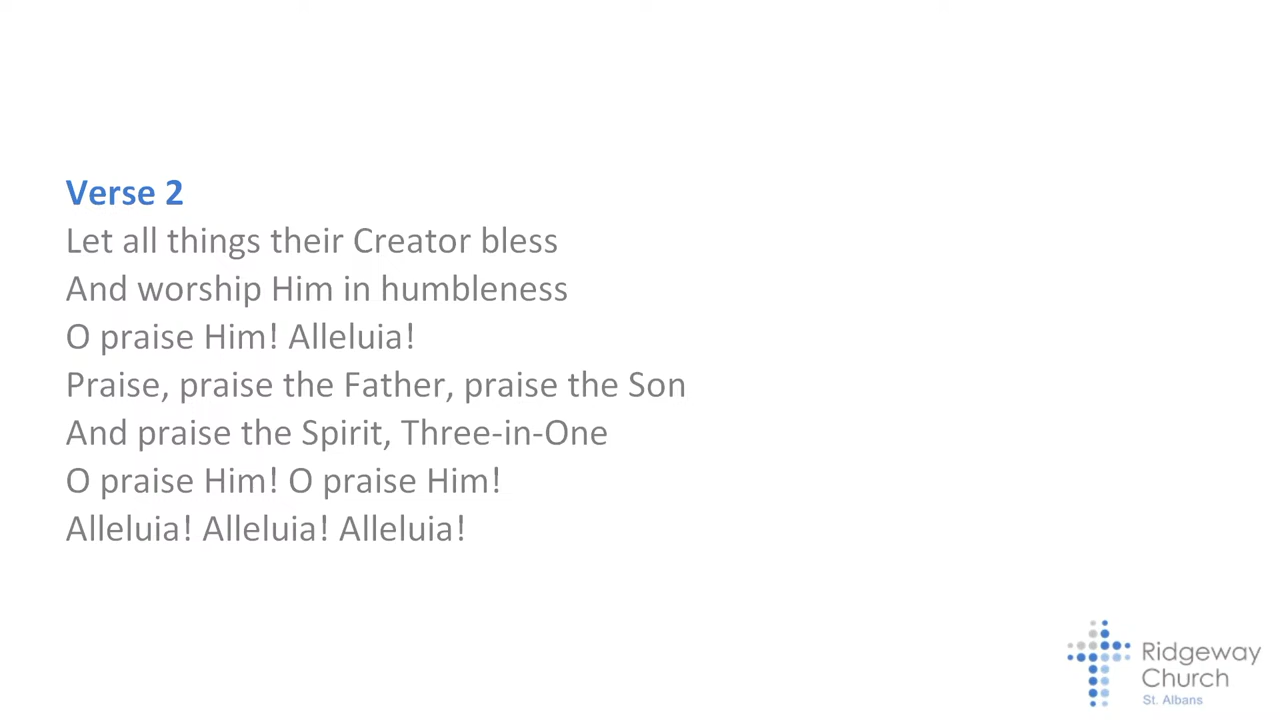 Verse 2
Let all things their Creator bless
And worship Him in humbleness
O praise Him! Alleluia!
Praise, praise the Father, praise the Son
And praise the Spirit, Three-in-One
O praise Him! O praise Him!
Alleluia! Alleluia! Alleluia!
Ridgeway
Church
St. Albans